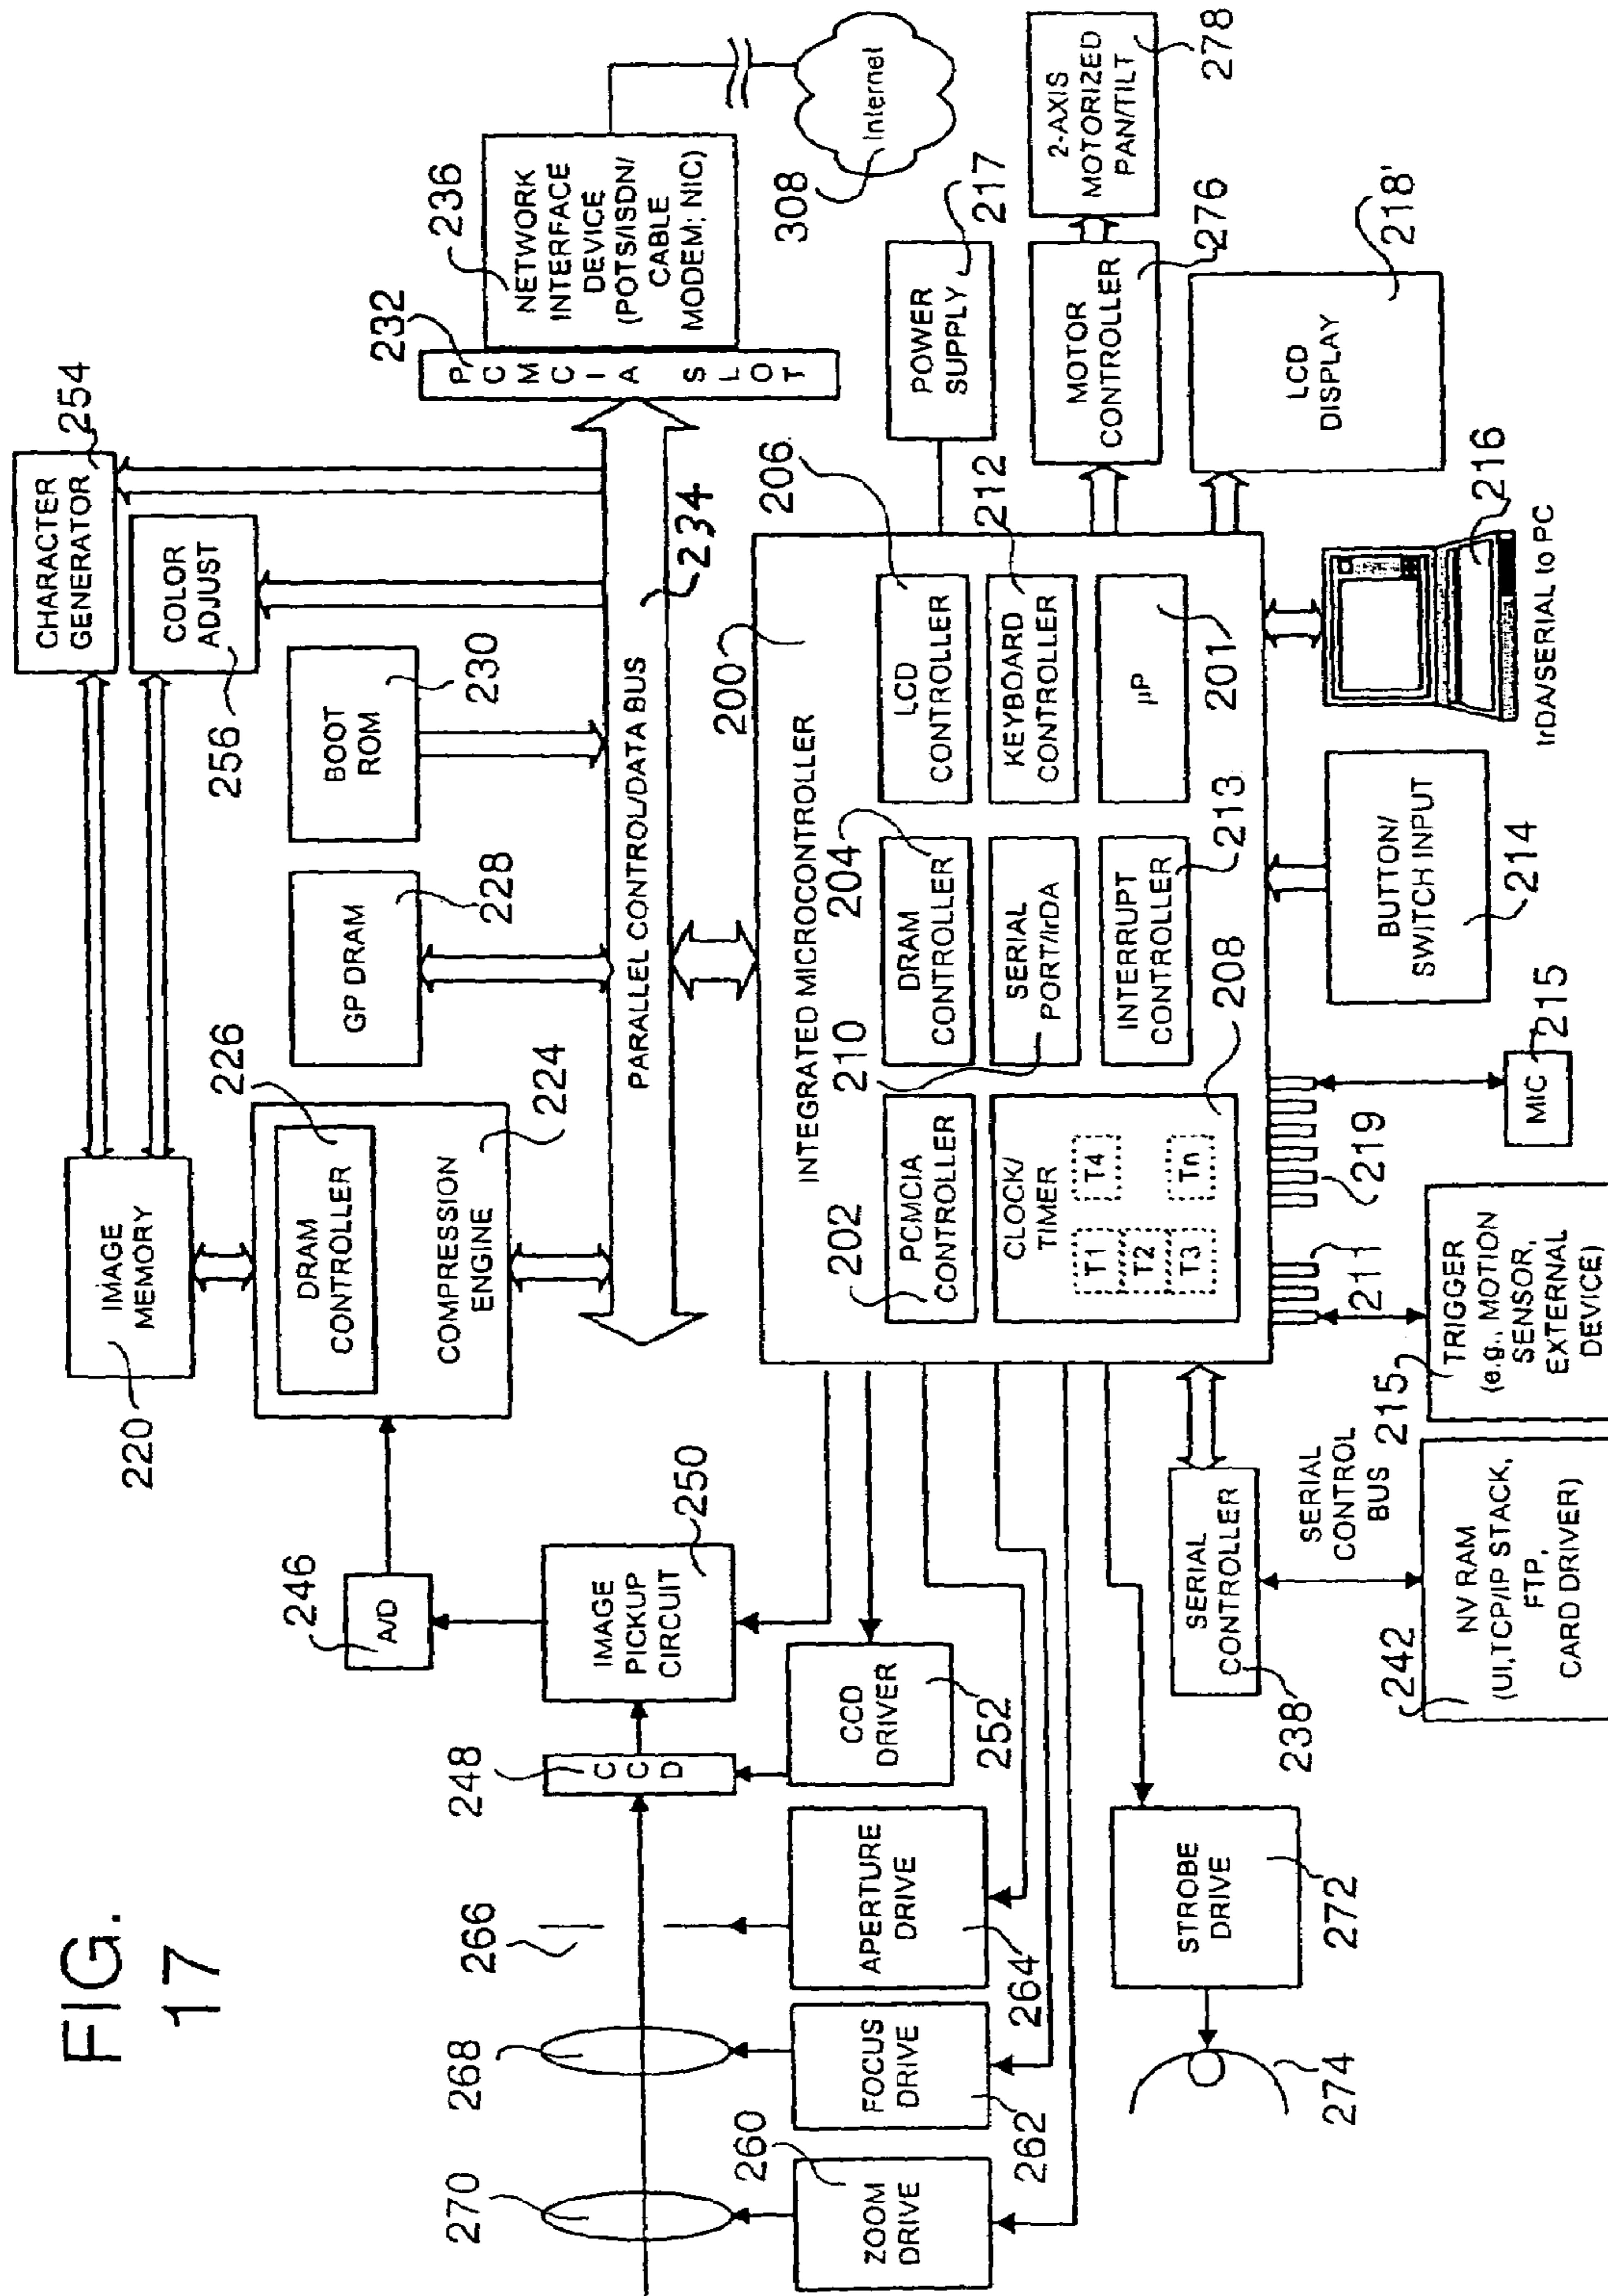 FIG.
17
CHARACTER
GENERATOR
254
COLOR
ADJUST
256
IMAGE
MEMORY
220
226
DRAM
CONTROLLER
COMPRESSION
ENGINE
224
GP DRAM
228
BOOT
ROM
230
232
PCMCIA SLOT
236
NETWORK
INTERFACE
DEVICE
(POTS/ISDN/
CABLE
MODEM; NIC)
308
Internet
PARALLEL CONTROL/DATA BUS
234
246
A/D
IMAGE
PICKUP
CIRCUIT
250
248
CCD
266
268
270
CCD
DRIVER
252
APERTURE
DRIVE
264
FOCUS
DRIVE
262
260
ZOOM
DRIVE
STROBE
DRIVE
272
274
200
INTEGRATED MICROCONTROLLER
202
PCMCIA
CONTROLLER
204
DRAM
CONTROLLER
206
LCD
CONTROLLER
210
SERIAL
PORT/IrDA
212
KEYBOARD
CONTROLLER
CLOCK/
TIMER
T1
T2
T3
T4
Tn
208
INTERRUPT
CONTROLLER
213
µP
201
217
POWER
SUPPLY
MOTOR
CONTROLLER
276
2-AXIS
MOTORIZED
PAN/TILT
278
LCD
DISPLAY
218'
216
IrDA/SERIAL to PC
BUTTON/
SWITCH INPUT
214
MIC
215
219
211
215
TRIGGER
(e.g., MOTION
SENSOR,
EXTERNAL
DEVICE)
SERIAL
CONTROLLER
238
SERIAL
CONTROL
BUS
242
NV RAM
(UI,TCP/IP STACK,
FTP,
CARD DRIVER)